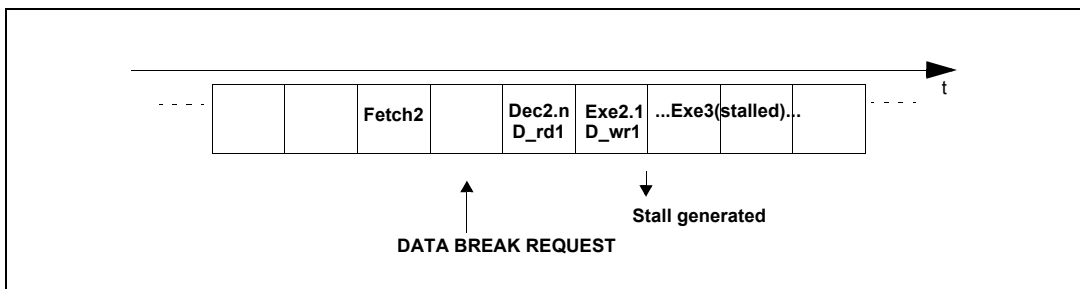 t
Fetch2
Dec2.n
D_rd1
Exe2.1
D_wr1
...Exe3(stalled)...
Stall generated
DATA BREAK REQUEST